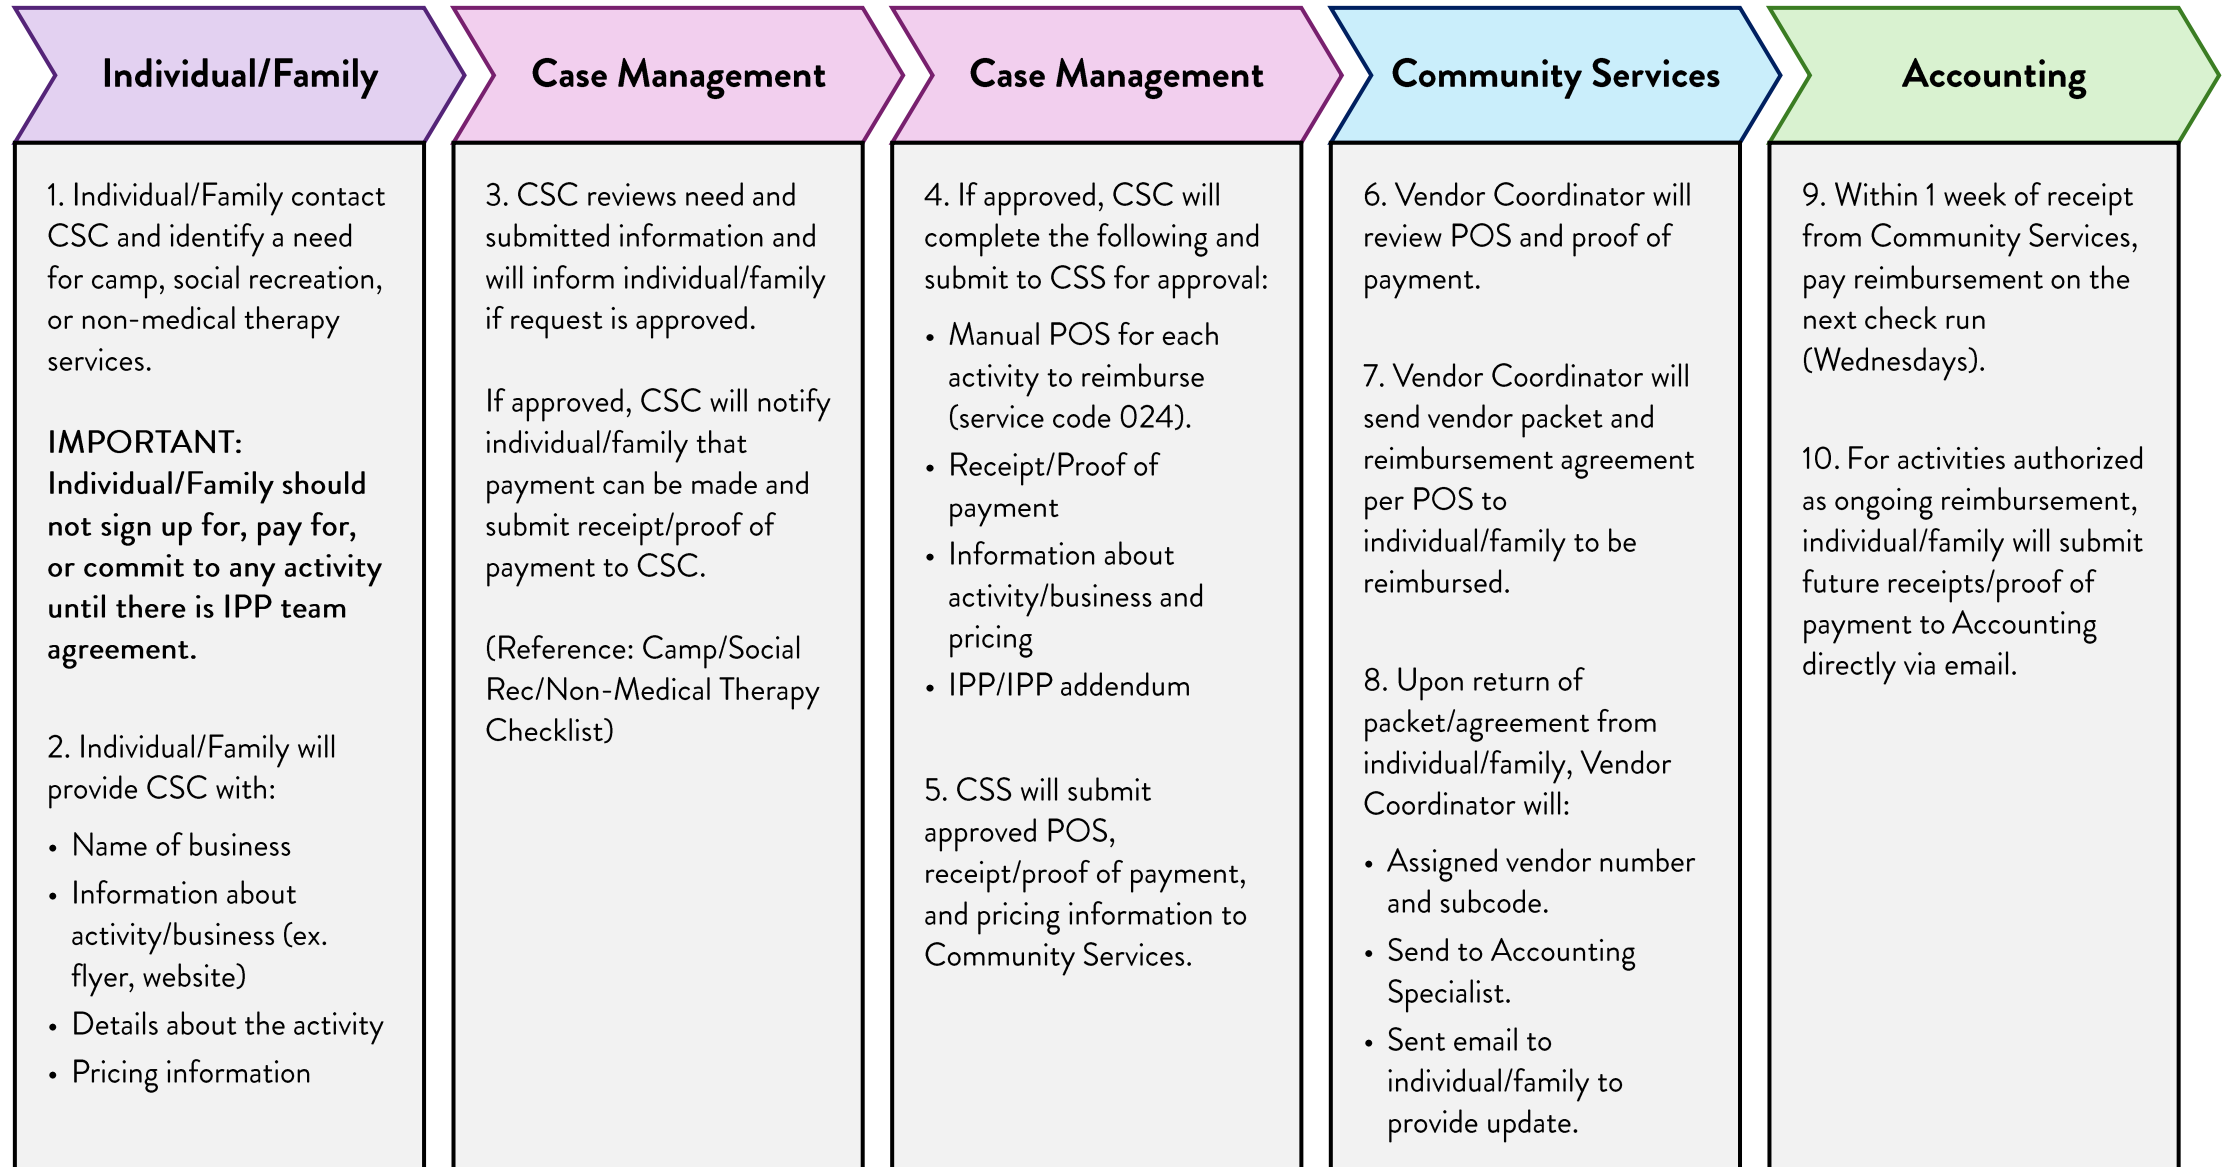 Individual/Family
1. Individual/Family contact
CSC and identify a need
for camp, social recreation,
or non-medical therapy
services.
IMPORTANT:
Individual/Family should
not sign up for, pay for,
or commit to any activity
until there is IPP team
agreement.
2. Individual/Family will
provide CSC with:
• Name of business
• Information about
activity/business (ex.
flyer, website)
• Details about the activity
• Pricing information
Case Management
3. CSC reviews need and
submitted information and
will inform individual/family
if request is approved.
If approved, CSC will notify
individual/family that
payment can be made and
submit receipt/proof of
payment to CSC.
(Reference: Camp/Social
Rec/Non-Medical Therapy
Checklist)
Case Management
4. If approved, CSC will
complete the following and
submit to CSS for approval:
• Manual POS for each
activity to reimburse
(service code 024).
• Receipt/Proof of
payment
• Information about
activity/business and
pricing
• IPP/IPP addendum
5. CSS will submit
approved POS,
receipt/proof of payment,
and pricing information to
Community Services.
Community Services
6. Vendor Coordinator will
review POS and proof of
payment.
7. Vendor Coordinator will
send vendor packet and
reimbursement agreement
per POS to
individual/family to be
reimbursed.
8. Upon return of
packet/agreement from
individual/family, Vendor
Coordinator will:
• Assigned vendor number
and subcode.
• Send to Accounting
Specialist.
• Sent email to
individual/family to
provide update.
Accounting
9. Within 1 week of receipt
from Community Services,
pay reimbursement on the
next check run
(Wednesdays).
10. For activities authorized
as ongoing reimbursement,
individual/family will submit
future receipts/proof of
payment to Accounting
directly via email.